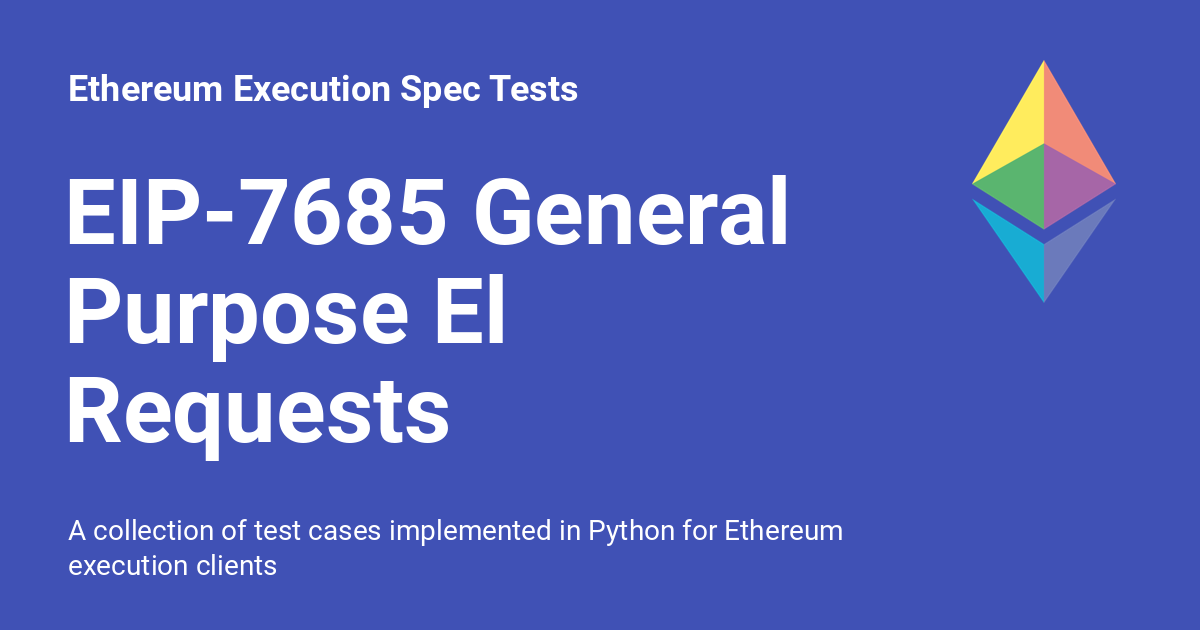 Ethereum Execution Spec Tests
EIP-7685 General
Purpose El
Requests
A collection of test cases implemented in Python for Ethereum
execution clients